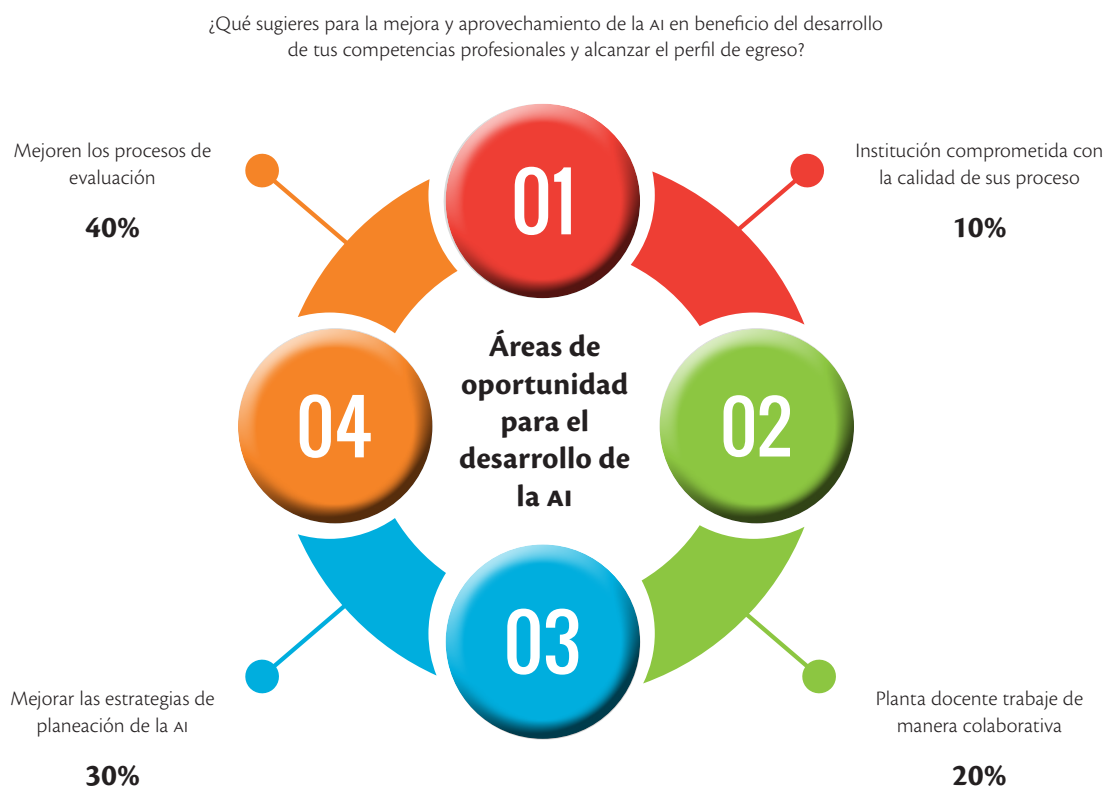 ¿Qué sugieres para la mejora y aprovechamiento de la AI en beneficio del desarrollo
de tus competencias profesionales y alcanzar el perfil de egreso?
Mejoren los procesos de
evaluación
40%
01
Institución comprometida con
la calidad de sus proceso
10%
Áreas de
oportunidad
para el
desarrollo de
la AI
04
02
03
Mejorar las estrategias de
planeación de la AI
30%
Planta docente trabaje de
manera colaborativa
20%